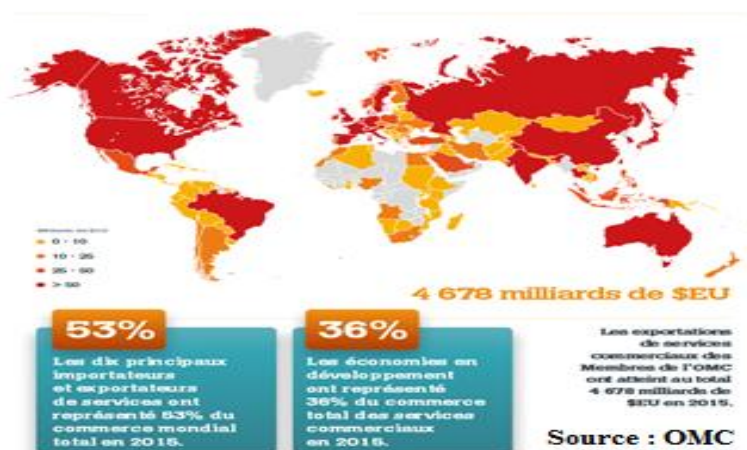 0 - 10
10 - 25
25 - 50
> 50
4 678 milliards de $EU
53%
Les dix principaux
importateurs
et exportateurs
de services ont
représenté 53% du
commerce mondial
total en 2015.
36%
Les économies en
développement
ont représenté
36% du commerce
total des services
commerciaux
en 2015.
Les exportations
de services
commerciaux des
Membres de l'OMC
ont atteint au total
4 678 milliards de
$EU en 2015.
Source : OMC